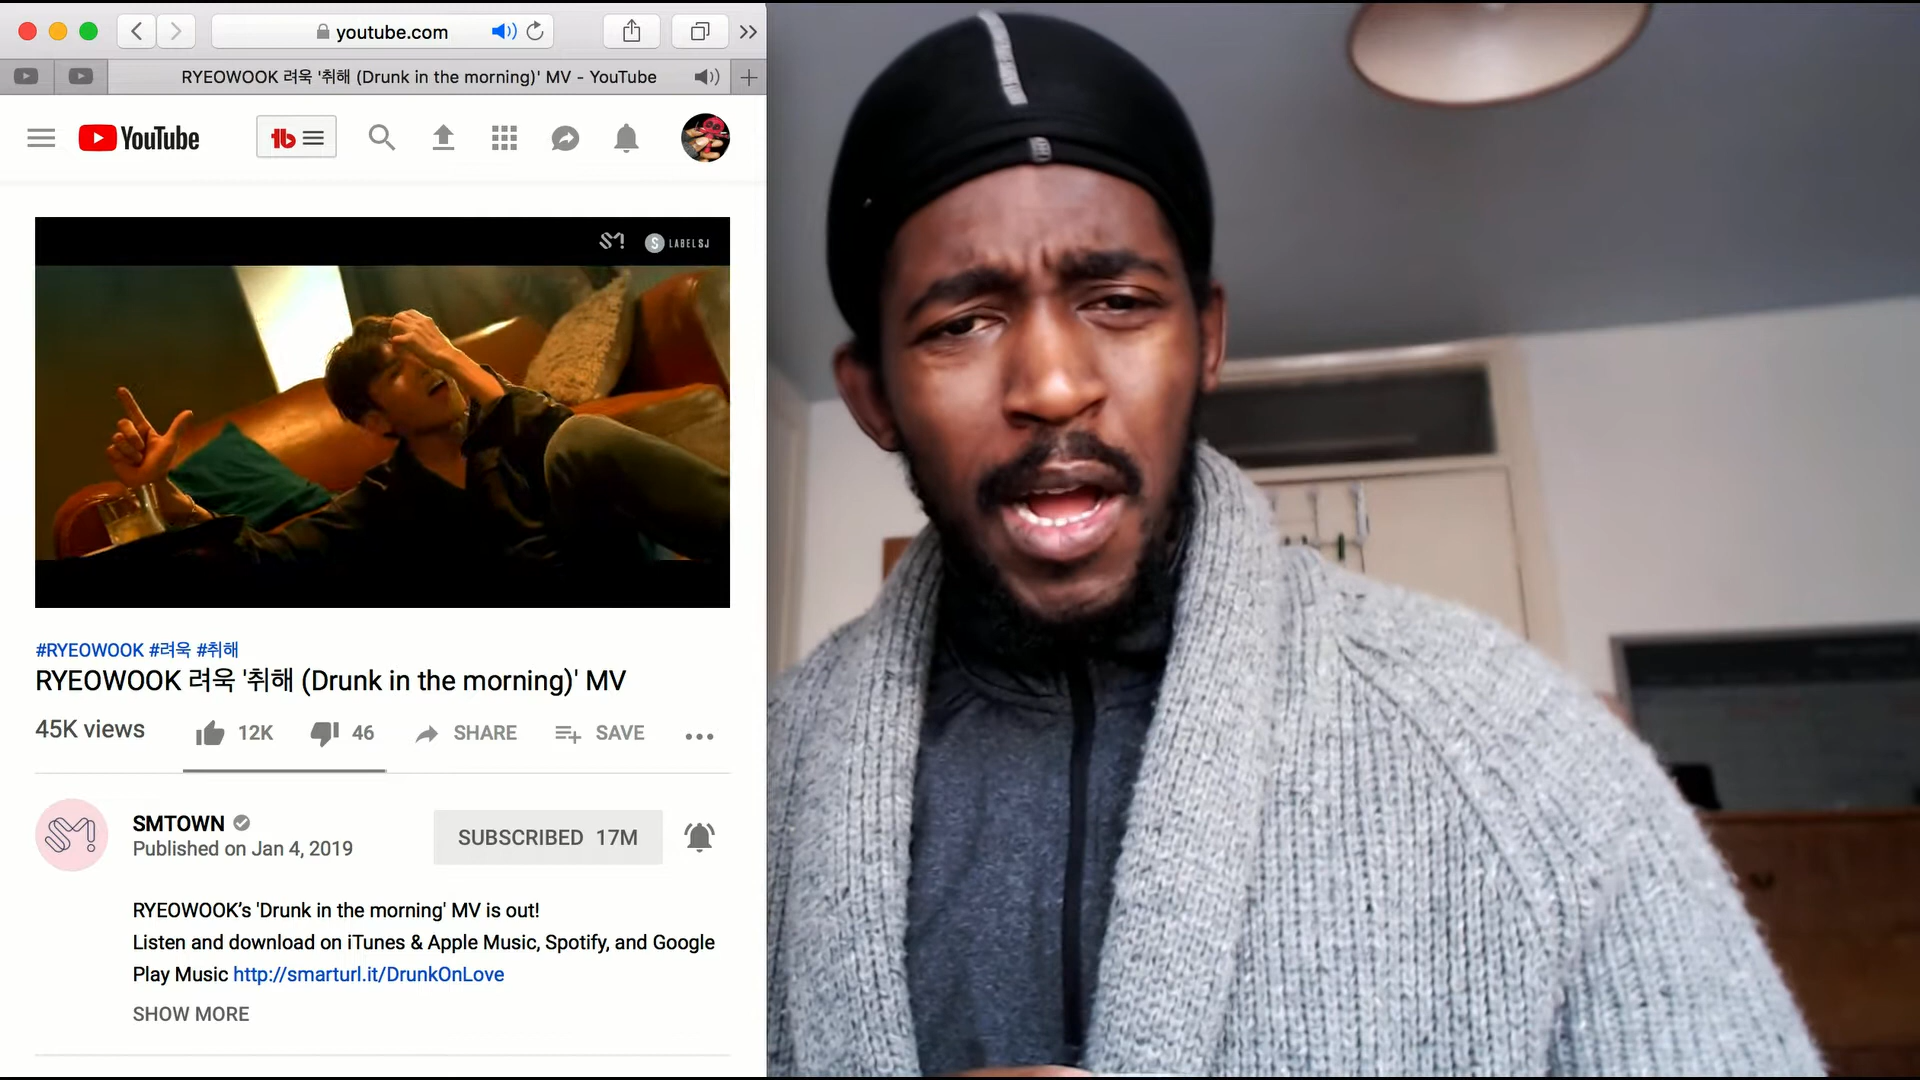 youtube.com
RYEOWOOK 려욱 '취해 (Drunk in the morning)' MV - YouTube
YouTube
SM!
S LABELSJ
#RYEOWOOK #려욱 #취해
RYEOWOOK 려욱 '취해 (Drunk in the morning)' MV
45K views 12K 46 SHARE SAVE
SM!
SMTOWN
Published on Jan 4, 2019
SUBSCRIBED 17M
RYEOWOOK's 'Drunk in the morning' MV is out!
Listen and download on iTunes & Apple Music, Spotify, and Google
Play Music http://smarturl.it/DrunkOnLove
SHOW MORE